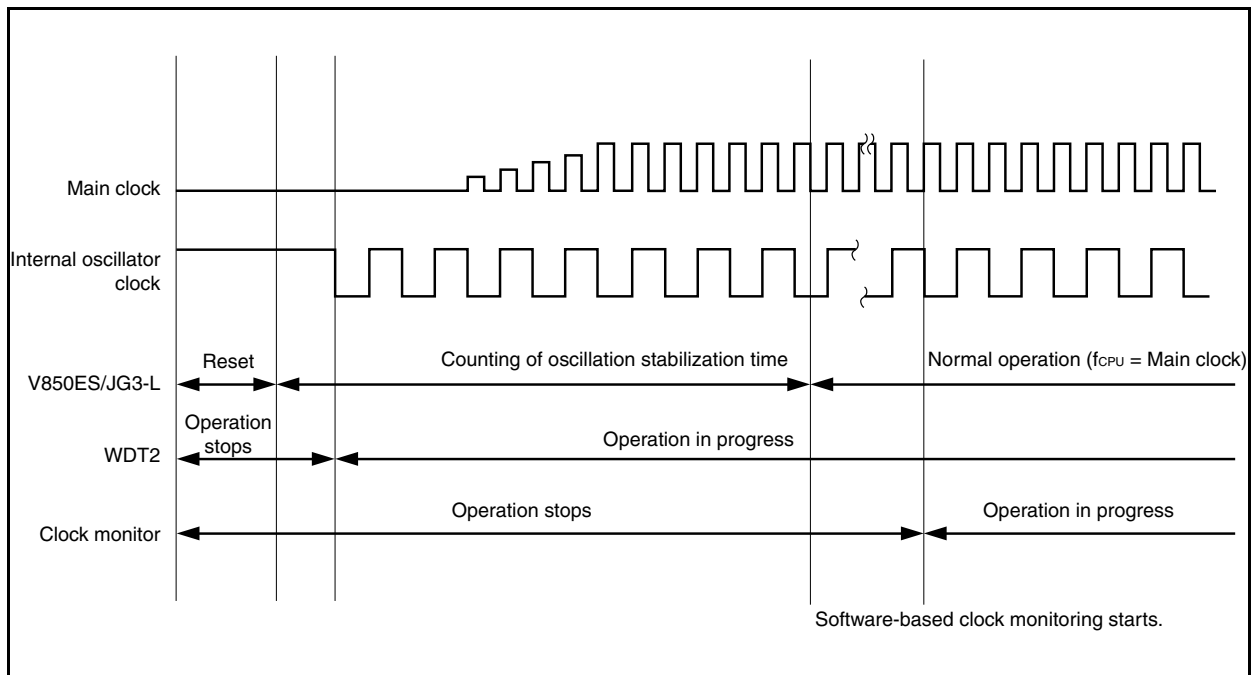 Main clock
Internal oscillator
clock
Reset
Counting of oscillation stabilization time
Normal operation (fCPU = Main clock)
V850ES/JG3-L
Operation
stops
Operation in progress
WDT2
Operation stops
Operation in progress
Clock monitor
Software-based clock monitoring starts.